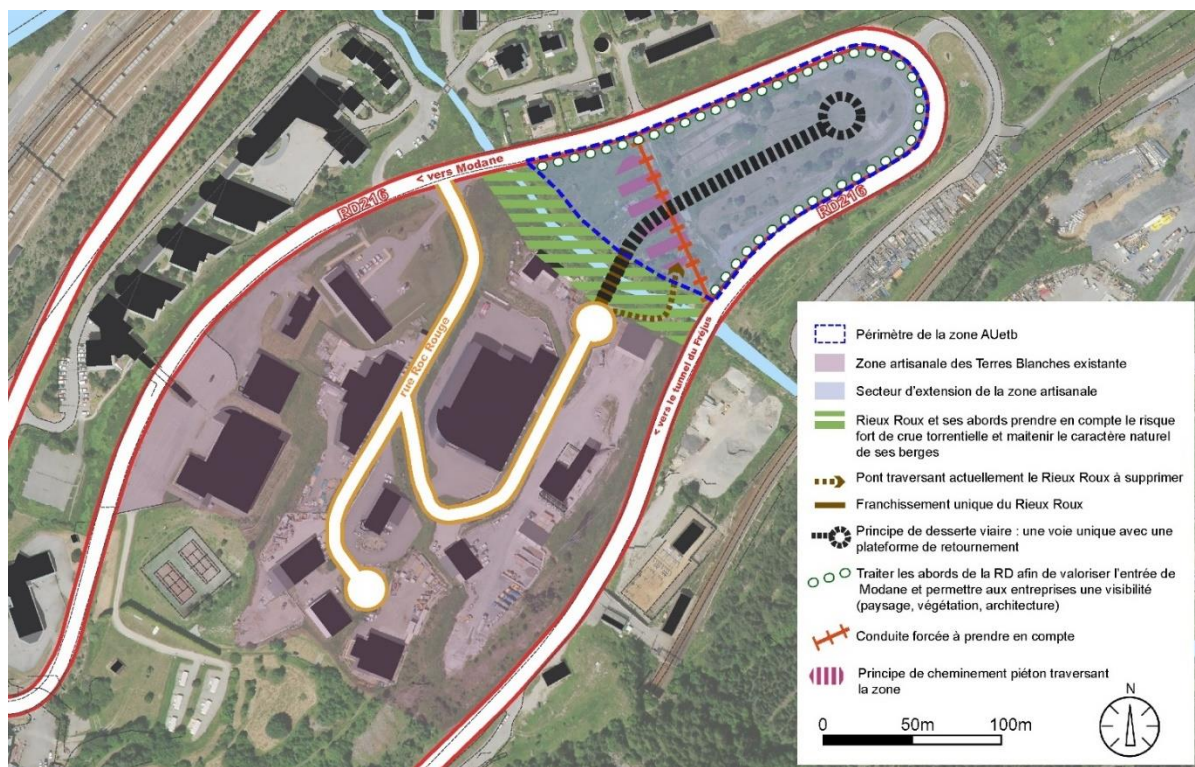 < vers Modane
RD216
RD216
rue Roc Rouge
< vers le tunnel du Fréjus
Périmètre de la zone AUetb
Zone artisanale des Terres Blanches existante
Secteur d'extension de la zone artisanale
Rieux Roux et ses abords prendre en compte le risque
fort de crue torrentielle et maitenir le caractère naturel
de ses berges
Pont traversant actuellement le Rieux Roux à supprimer
Franchissement unique du Rieux Roux
Principe de desserte viaire : une voie unique avec une
plateforme de retournement
Traiter les abords de la RD afin de valoriser l'entrée de
Modane et permettre aux entreprises une visibilité
(paysage, végétation, architecture)
Conduite forcée à prendre en compte
Principe de cheminement piéton traversant
la zone
N
0 50m 100m